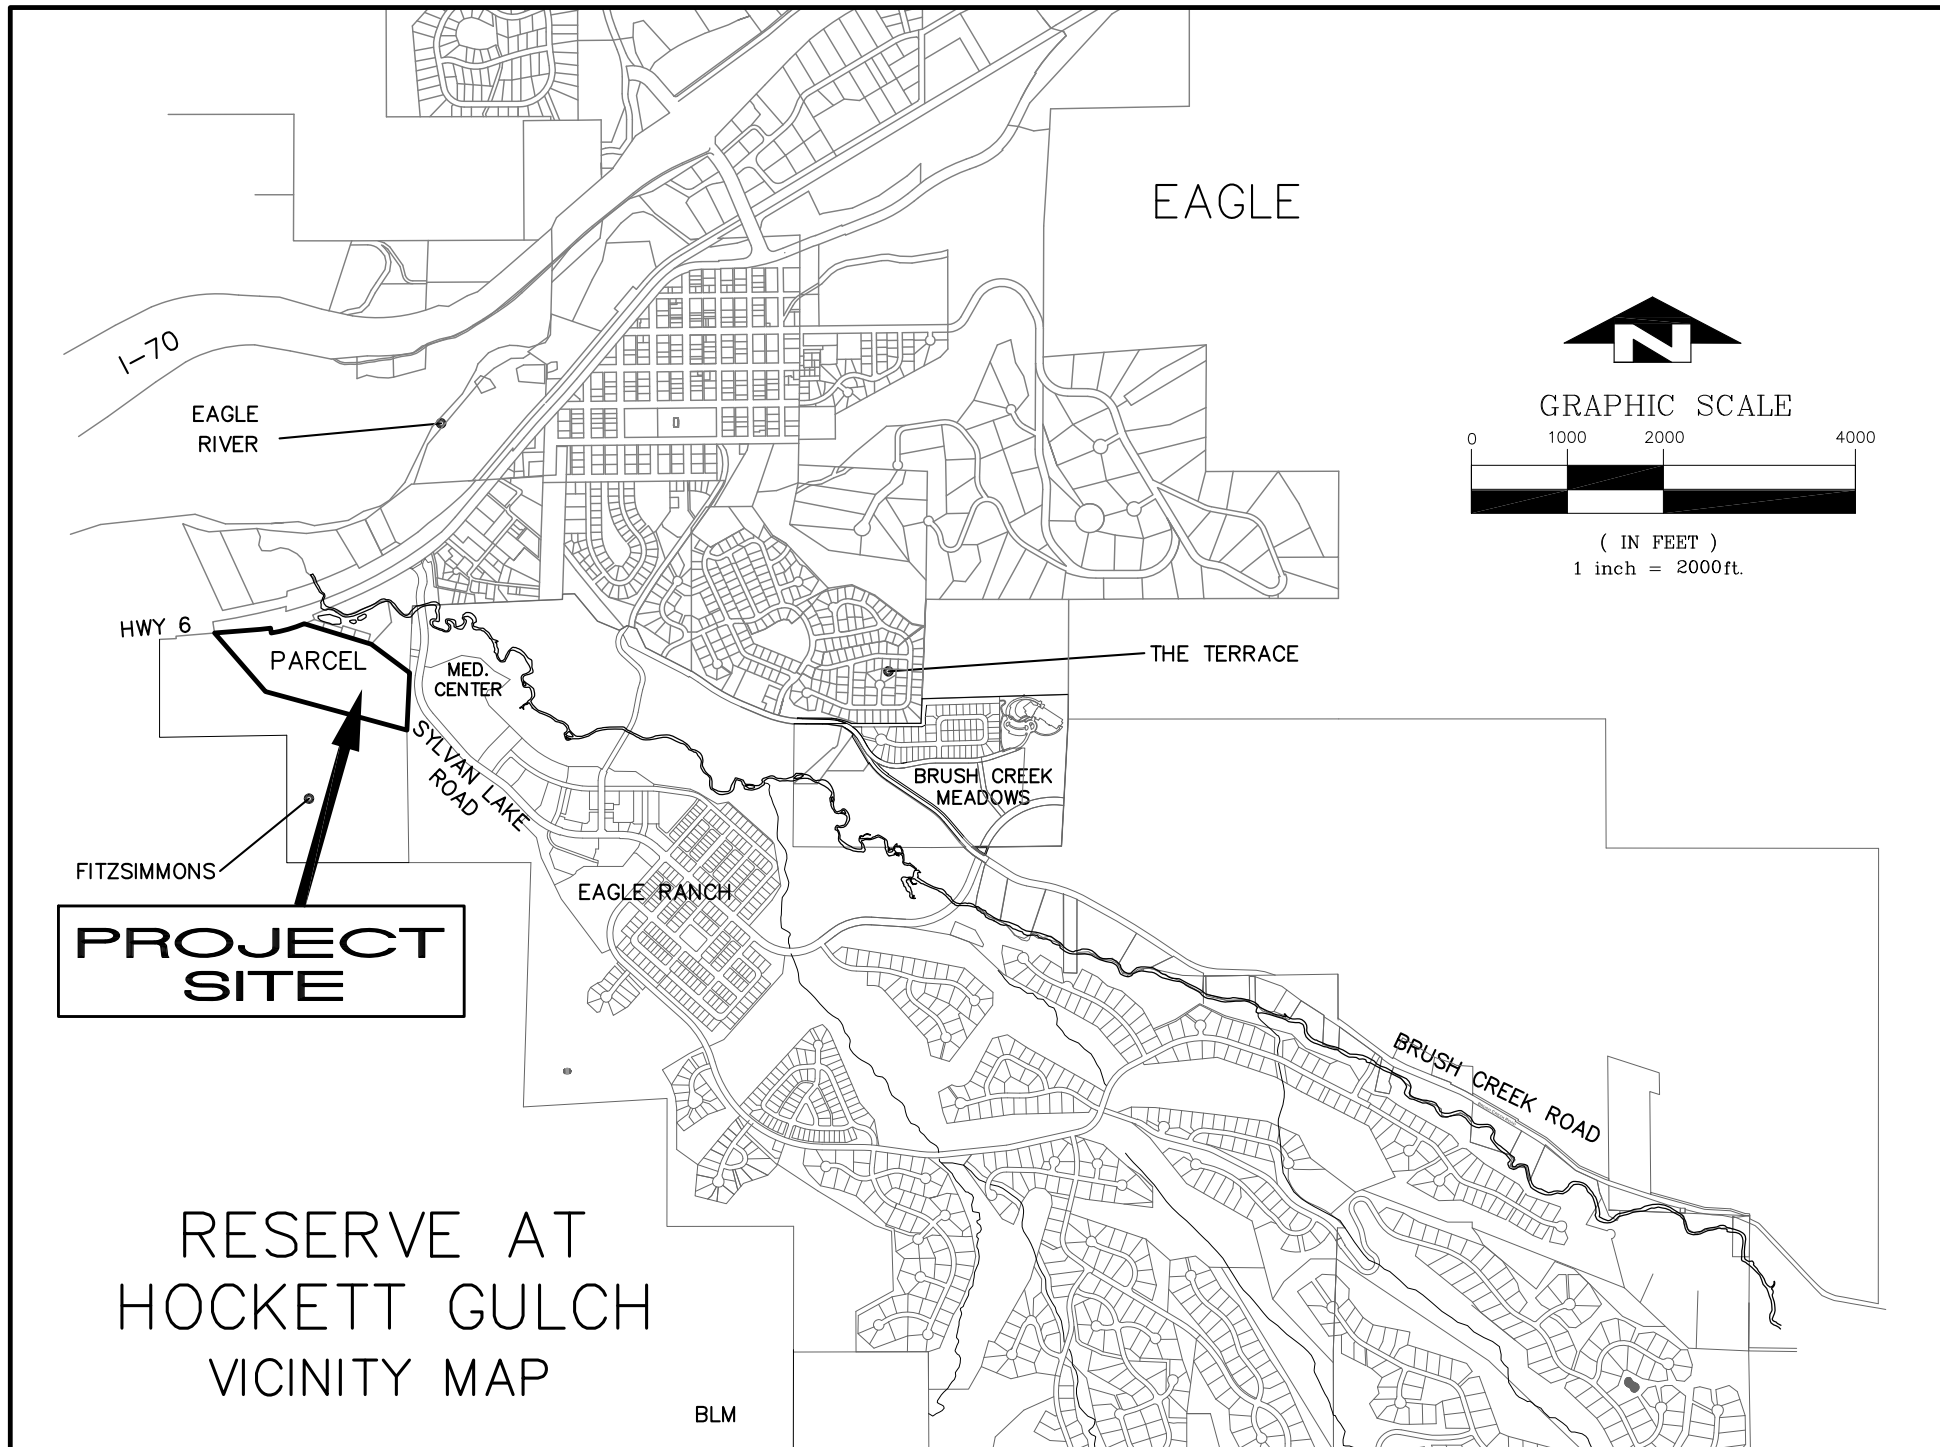 EAGLE
I-70
EAGLE
RIVER
GRAPHIC SCALE
0 1000 2000 4000
( IN FEET )
1 inch = 2000ft.
HWY 6
PARCEL
MED.
CENTER
THE TERRACE
SYLVAN LAKE
ROAD
BRUSH CREEK
MEADOWS
FITZSIMMONS
EAGLE RANCH
PROJECT
SITE
BRUSH CREEK ROAD
RESERVE AT
HOCKETT GULCH
VICINITY MAP
BLM
N